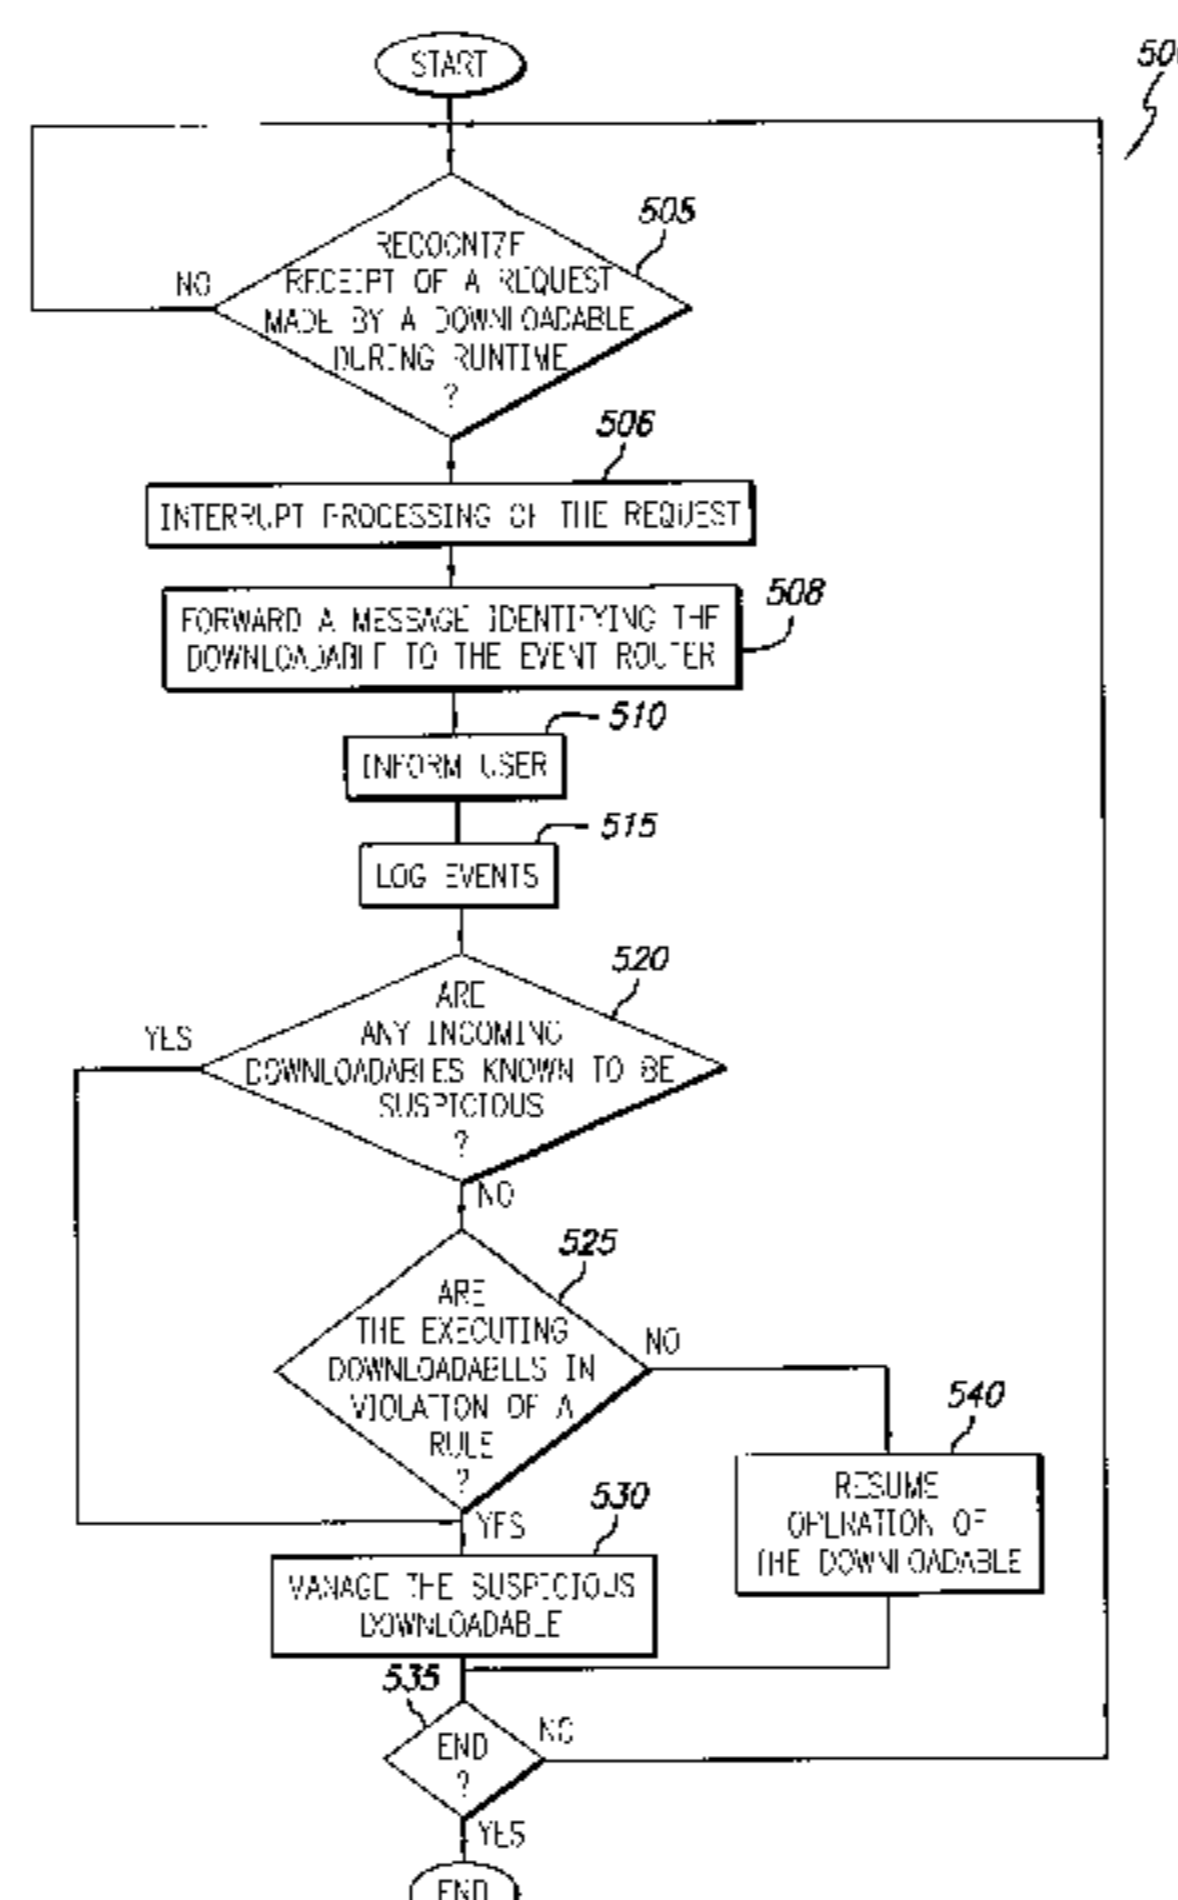 START
505
RECOGNIZE
RECEIPT OF A REQUEST
MADE BY A DOWNLOADABLE
DURING RUNTIME
?
NO
506
INTERRUPT PROCESSING OF THE REQUEST
508
FORWARD A MESSAGE IDENTIFYING THE
DOWNLOADABLE TO THE EVENT ROUTER
510
INFORM USER
515
LOG EVENTS
520
ARE
ANY INCOMING
DOWNLOADABLES KNOWN TO BE
SUSPICIOUS
?
YES
NO
525
ARE
THE EXECUTING
DOWNLOADABLES IN
VIOLATION OF A
RULE
?
NO
YES
540
RESUME
OPERATION OF
THE DOWNLOADABLE
530
MANAGE THE SUSPICIOUS
DOWNLOADABLE
535
END
?
NO
YES
END